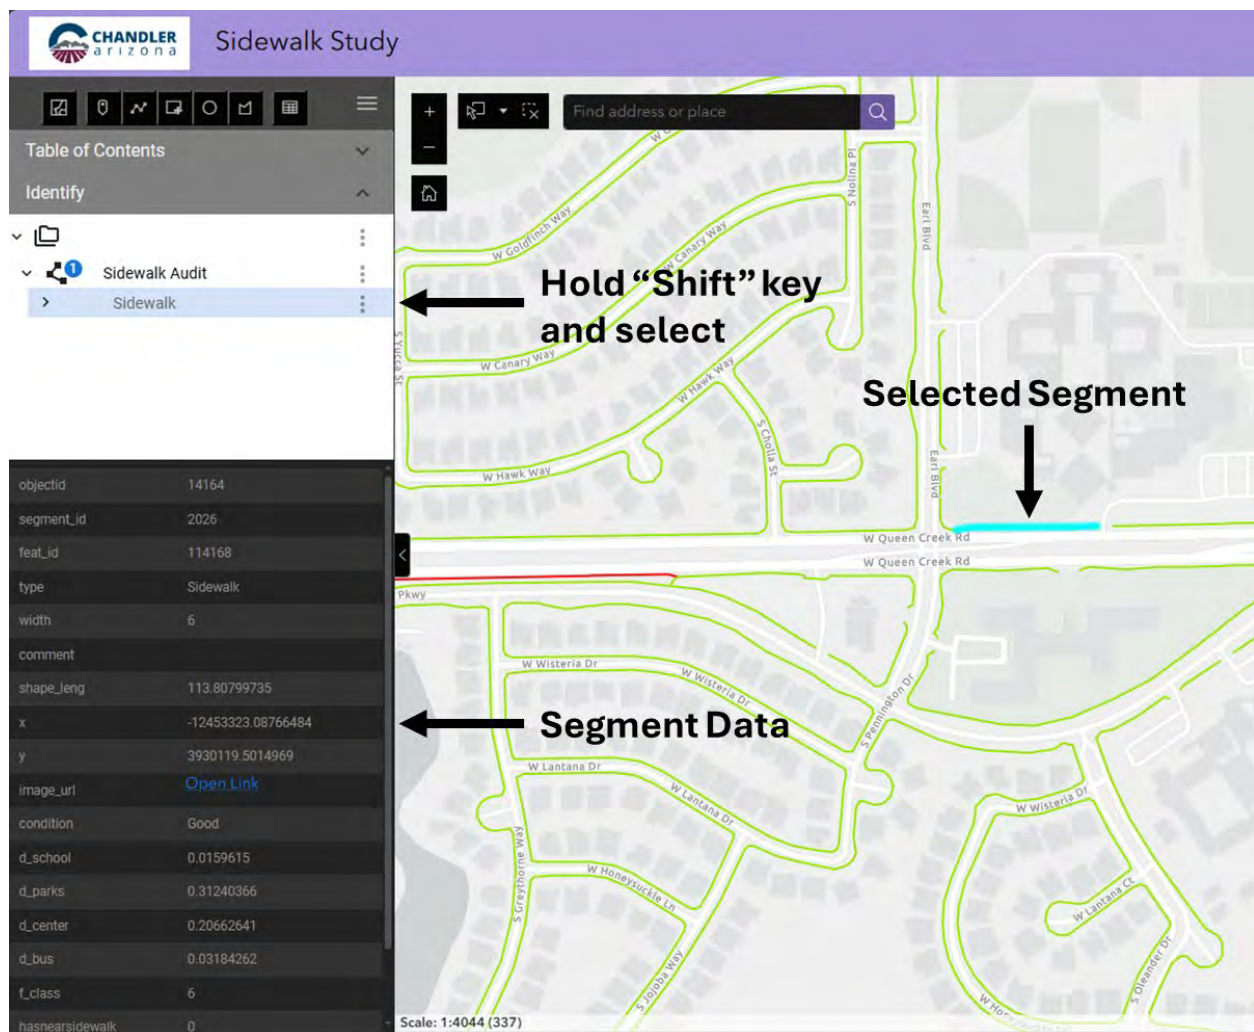 CHANDLER
arizona
Sidewalk Study
Table of Contents
Identify
Sidewalk Audit
1
Sidewalk
objectid 14164
segment_id 2026
feat_id 114168
type Sidewalk
width 6
comment
shape_leng 113.80799735
x -12453323.08766484
y 3930119.5014969
image_url Open Link
condition Good
d_school 0.0159615
d_parks 0.31240366
d_center 0.20662641
d_bus 0.03184262
f_class 6
hasnearsidewalk 0
Find address or place
Hold “Shift” key
and select
Selected Segment
Segment Data
W Goldfinch Way
W Canary Way
S Nolina Pl
Earl Blvd
S Yucca St
W Canary Way
W Hawk Way
S Cholla St
W Hawk Way
Earl Blvd
W Queen Creek Rd
W Queen Creek Rd
Pkwy
W Wisteria Dr
W Wisteria Dr
S Pennington Dr
W Lantana Dr
W Lantana Dr
W Wisteria Dr
S Greythorne Way
W Honeysuckle Ln
W Lantana Ct
S Jojoba Way
S Oleander Dr
Scale: 1:4044 (337)